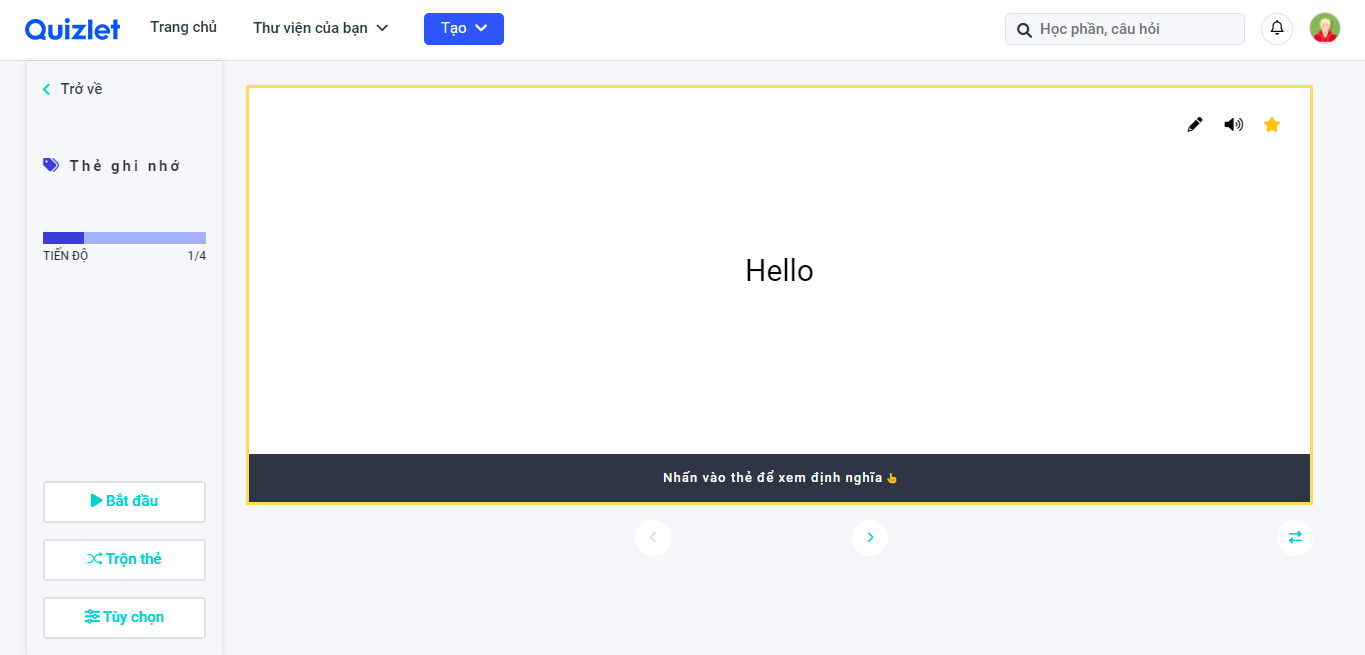 Quizlet
Trang chủ
Thư viện của bạn
Tạo
Học phần, câu hỏi
Trở về
Thẻ ghi nhớ
TIẾN ĐỘ 1/4
Bắt đầu
Trộn thẻ
Tùy chọn
Hello
Nhấn vào thẻ để xem định nghĩa